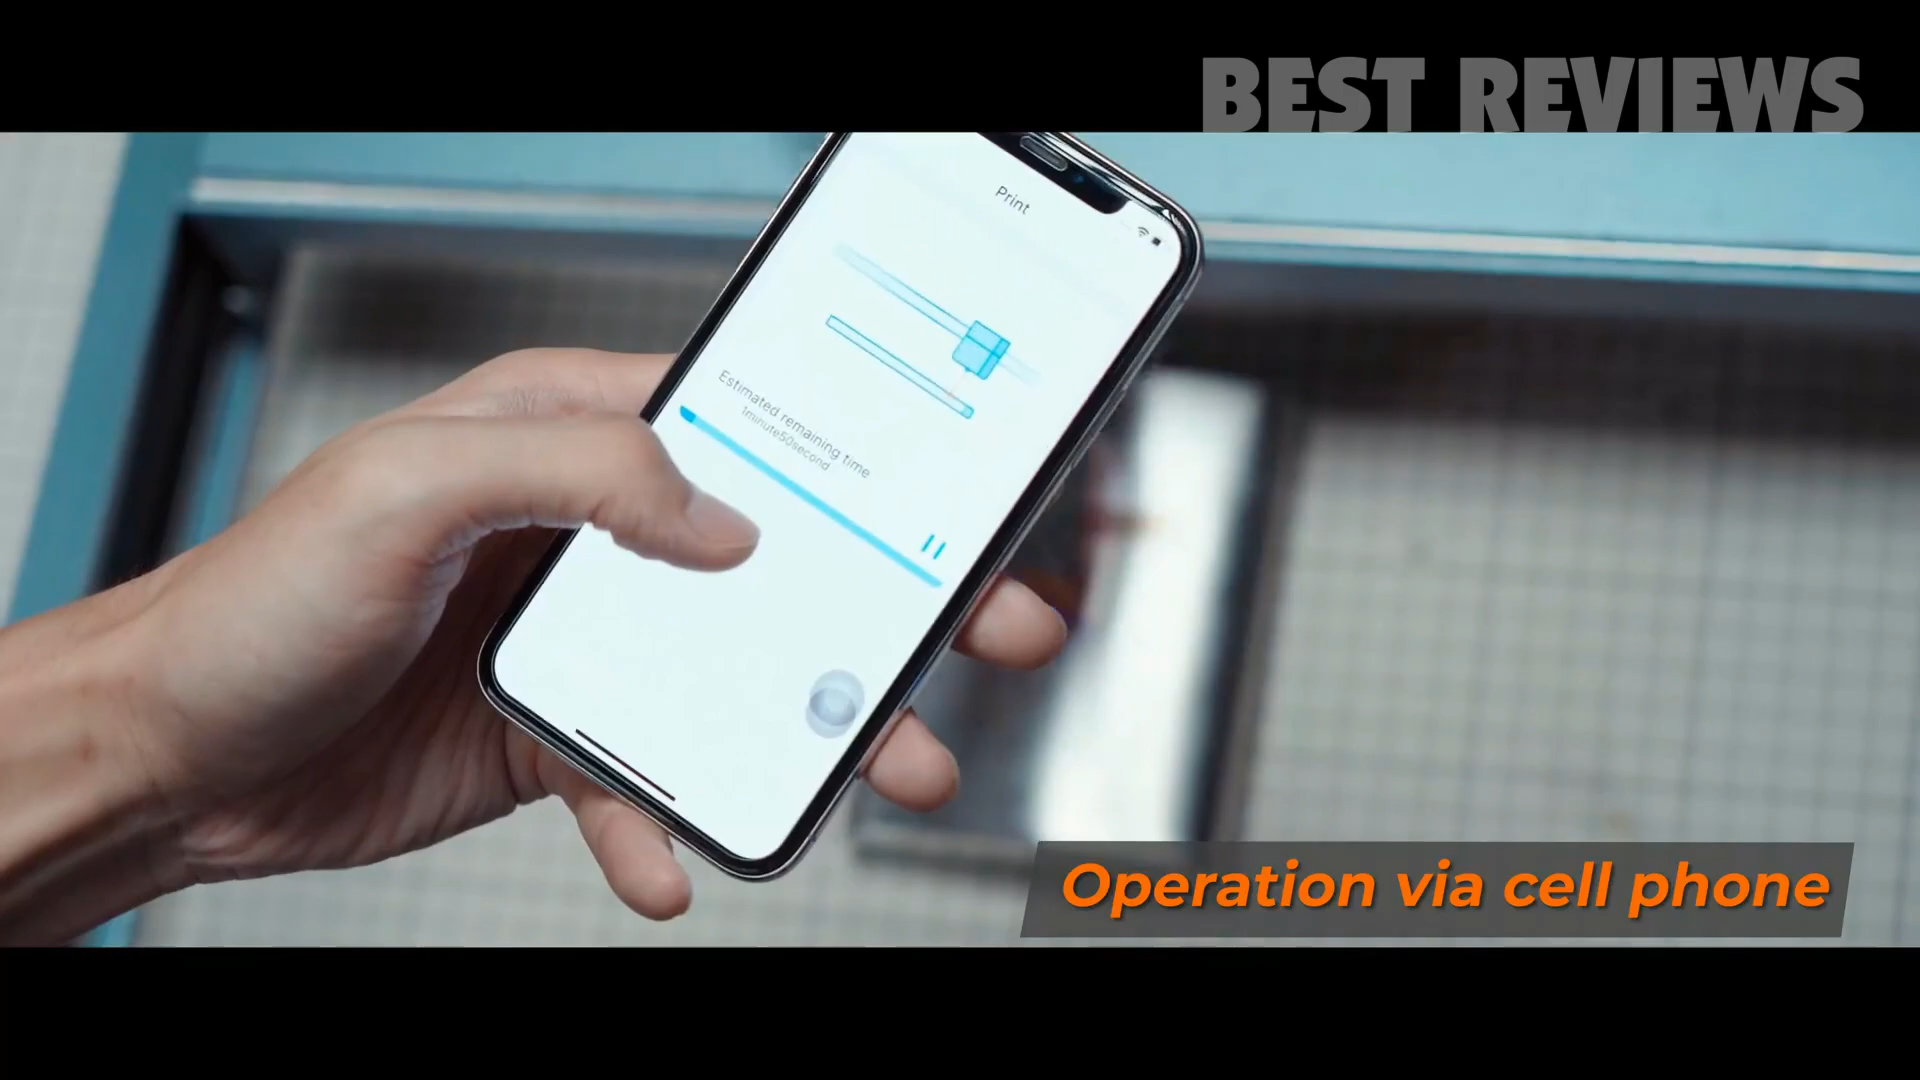 BEST REVIEWS
Print
Estimated remaining time
1minute50second
Operation via cell phone